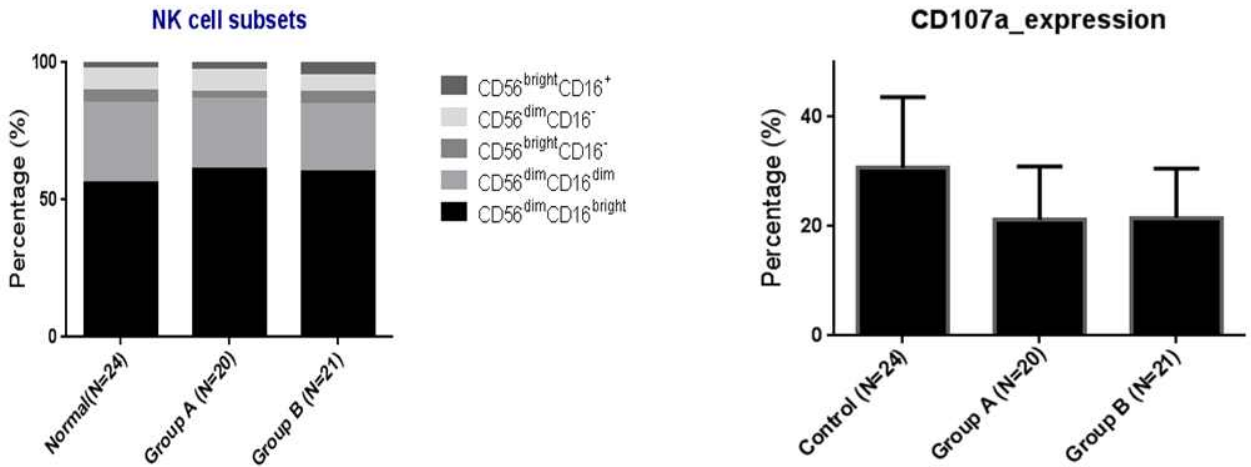 NK cell subsets
Percentage (%)
100
50
0
Normal(N=24)
Group A (N=20)
Group B (N=21)
CD56brightCD16+
CD56dimCD16-
CD56brightCD16-
CD56dimCD16dim
CD56dimCD16bright
CD107a_expression
Percentage (%)
40
20
0
Control (N=24)
Group A (N=20)
Group B (N=21)